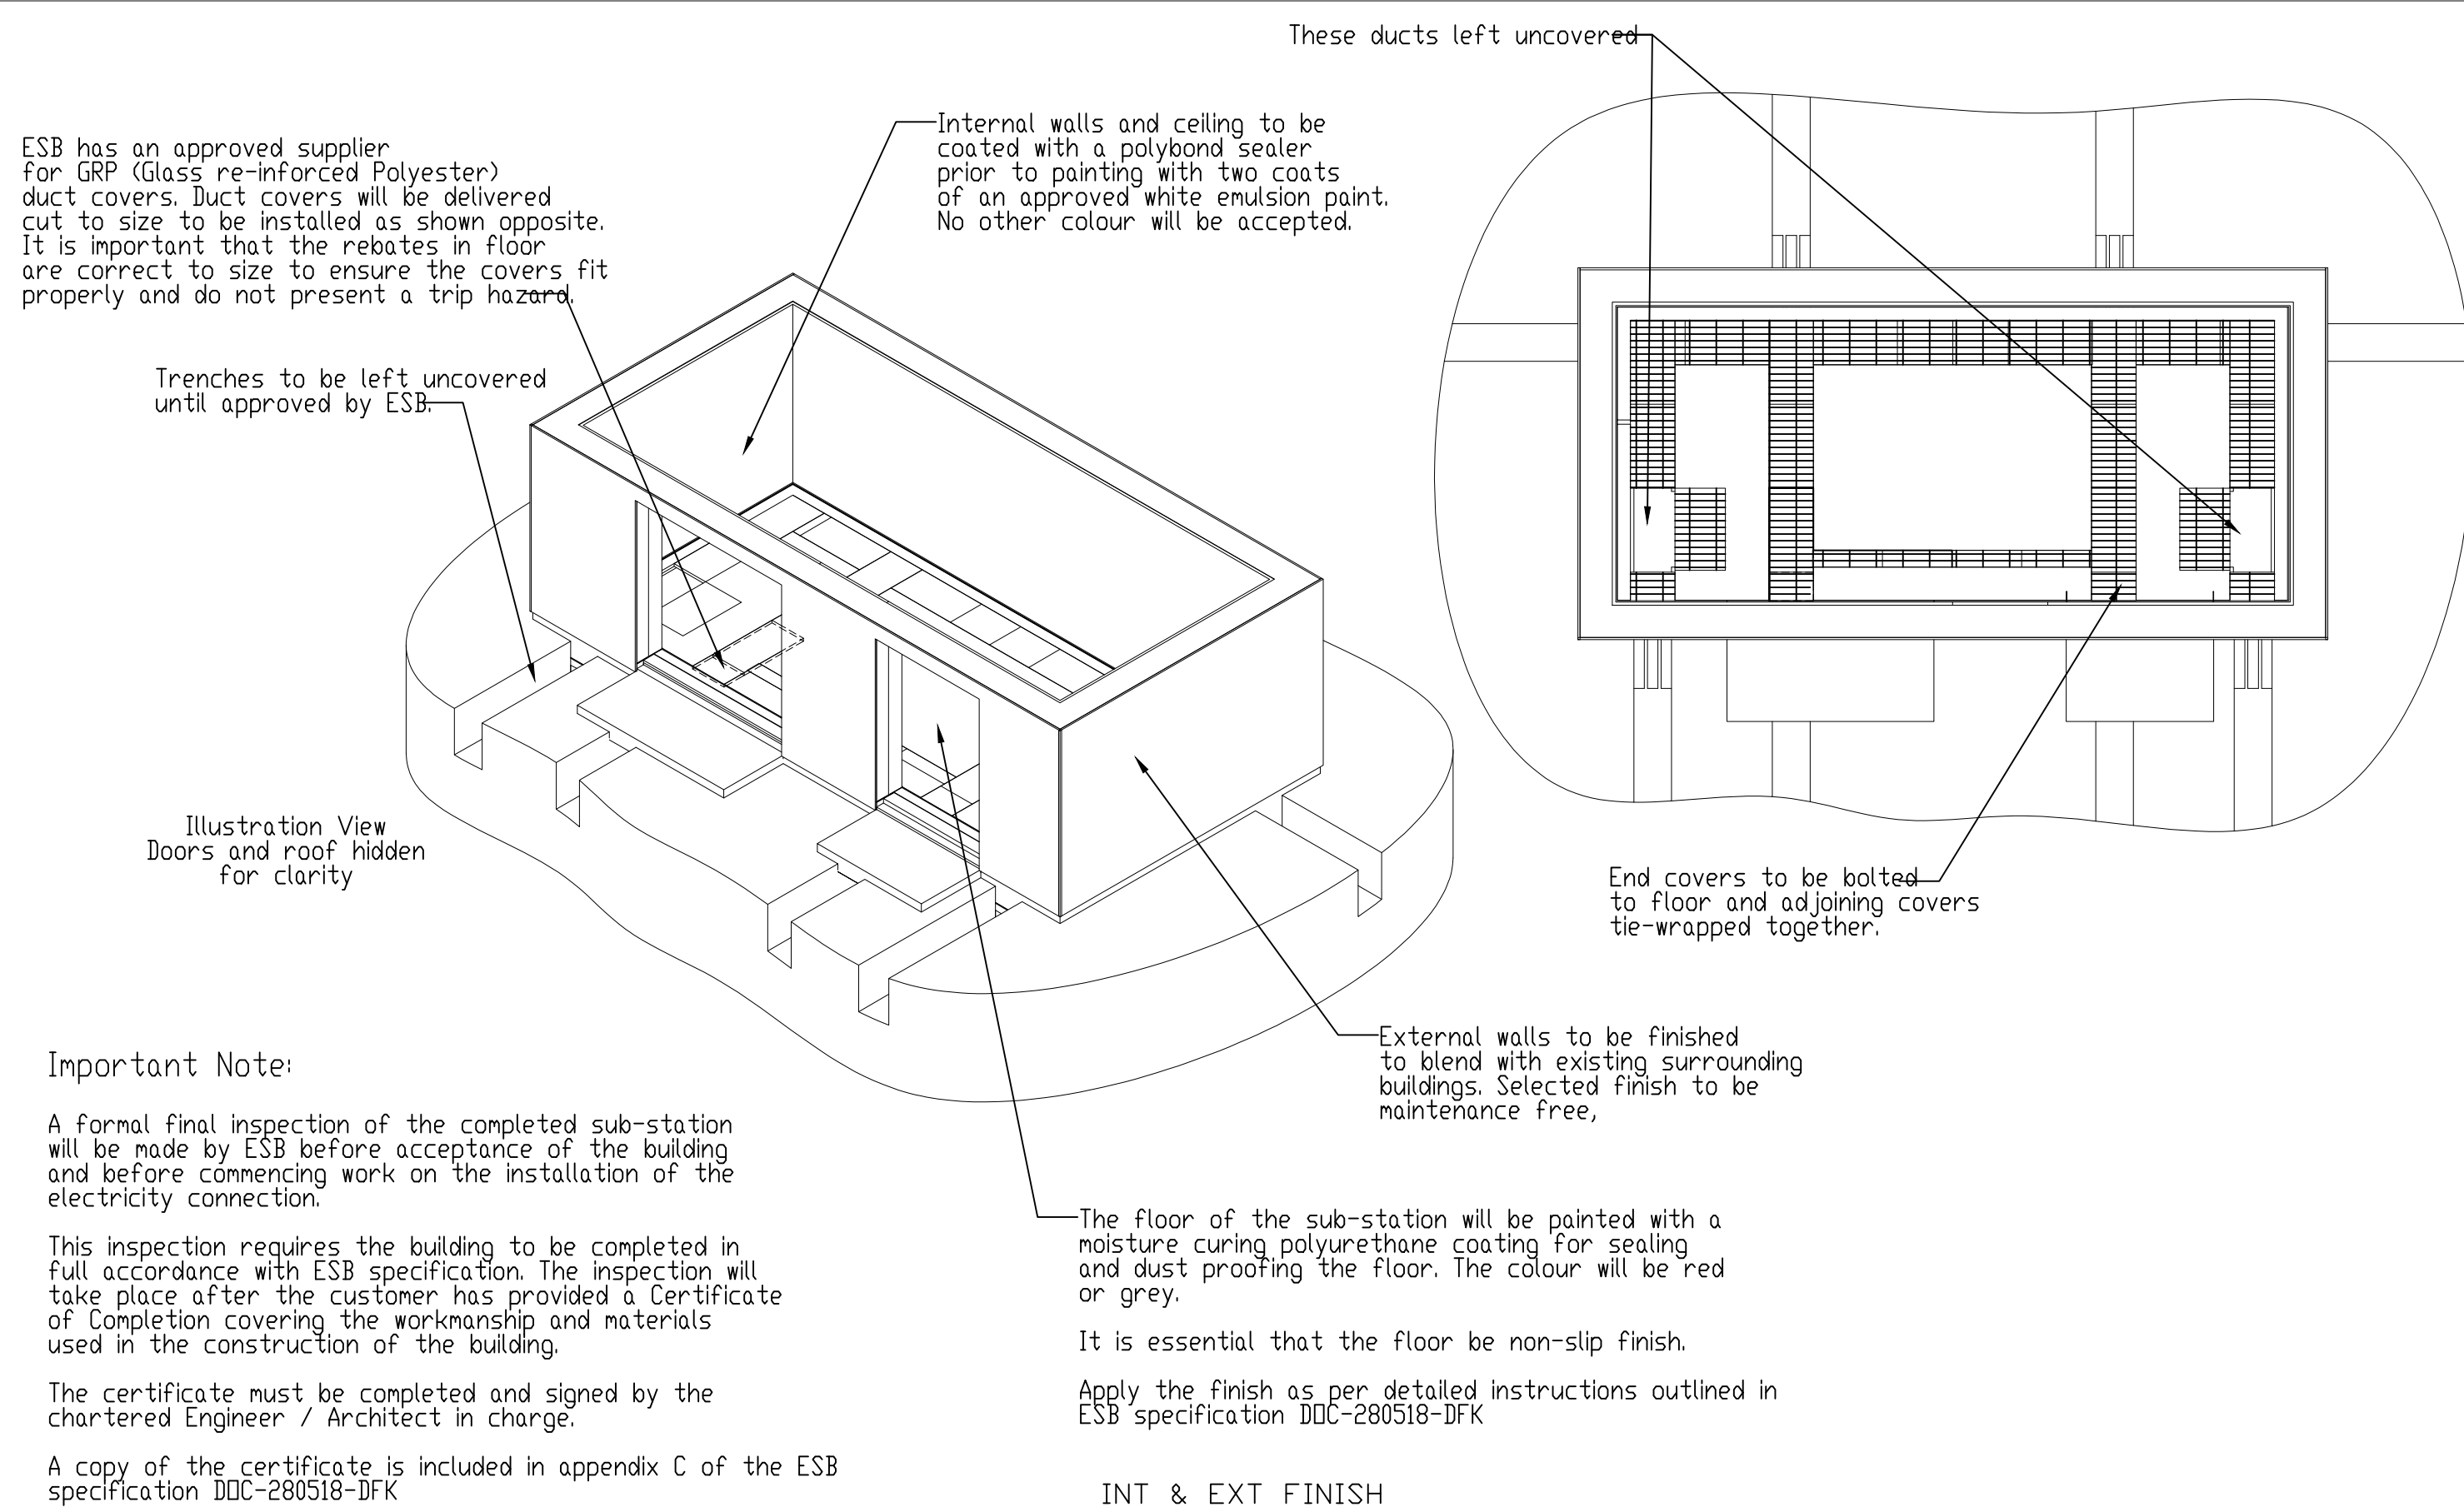 These ducts left uncovered
ESB has an approved supplier
for GRP (Glass re-inforced Polyester)
duct covers. Duct covers will be delivered
cut to size to be installed as shown opposite.
It is important that the rebates in floor
are correct to size to ensure the covers fit
properly and do not present a trip hazard.
Internal walls and ceiling to be
coated with a polybond sealer
prior to painting with two coats
of an approved white emulsion paint.
No other colour will be accepted.
Trenches to be left uncovered
until approved by ESB.
Illustration View
Doors and roof hidden
for clarity
End covers to be bolted
to floor and adjoining covers
tie-wrapped together.
External walls to be finished
to blend with existing surrounding
buildings. Selected finish to be
maintenance free,
Important Note:
A formal final inspection of the completed sub-station
will be made by ESB before acceptance of the building
and before commencing work on the installation of the
electricity connection.
This inspection requires the building to be completed in
full accordance with ESB specification. The inspection will
take place after the customer has provided a Certificate
of Completion covering the workmanship and materials
used in the construction of the building.
The certificate must be completed and signed by the
chartered Engineer / Architect in charge.
A copy of the certificate is included in appendix C of the ESB
specification DOC-280518-DFK
The floor of the sub-station will be painted with a
moisture curing polyurethane coating for sealing
and dust proofing the floor. The colour will be red
or grey.
It is essential that the floor be non-slip finish.
Apply the finish as per detailed instructions outlined in
ESB specification DOC-280518-DFK
INT & EXT FINISH